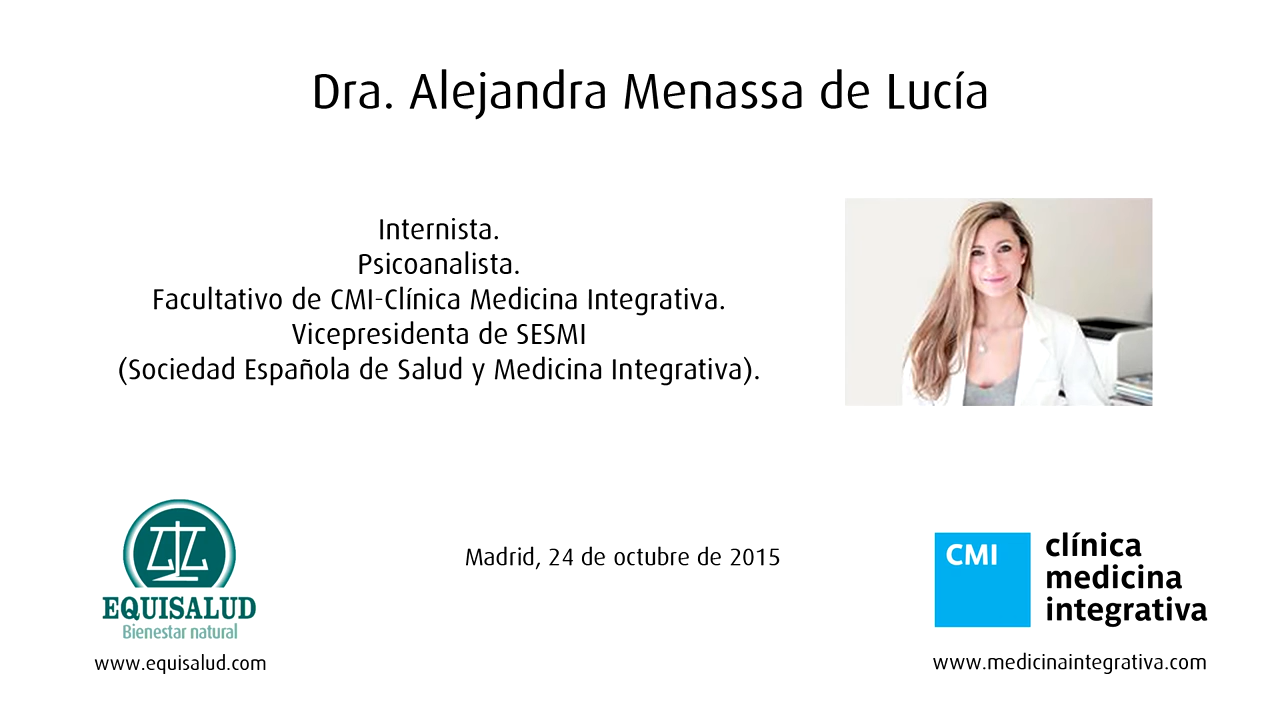 Dra. Alejandra Menassa de Lucía
Internista.
Psicoanalista.
Facultativo de CMI-Clínica Medicina Integrativa.
Vicepresidenta de SESMI
(Sociedad Española de Salud y Medicina Integrativa).
EQUISALUD
Bienestar natural
www.equisalud.com
Madrid, 24 de octubre de 2015
CMI
clínica
medicina
integrativa
www.medicinaintegrativa.com